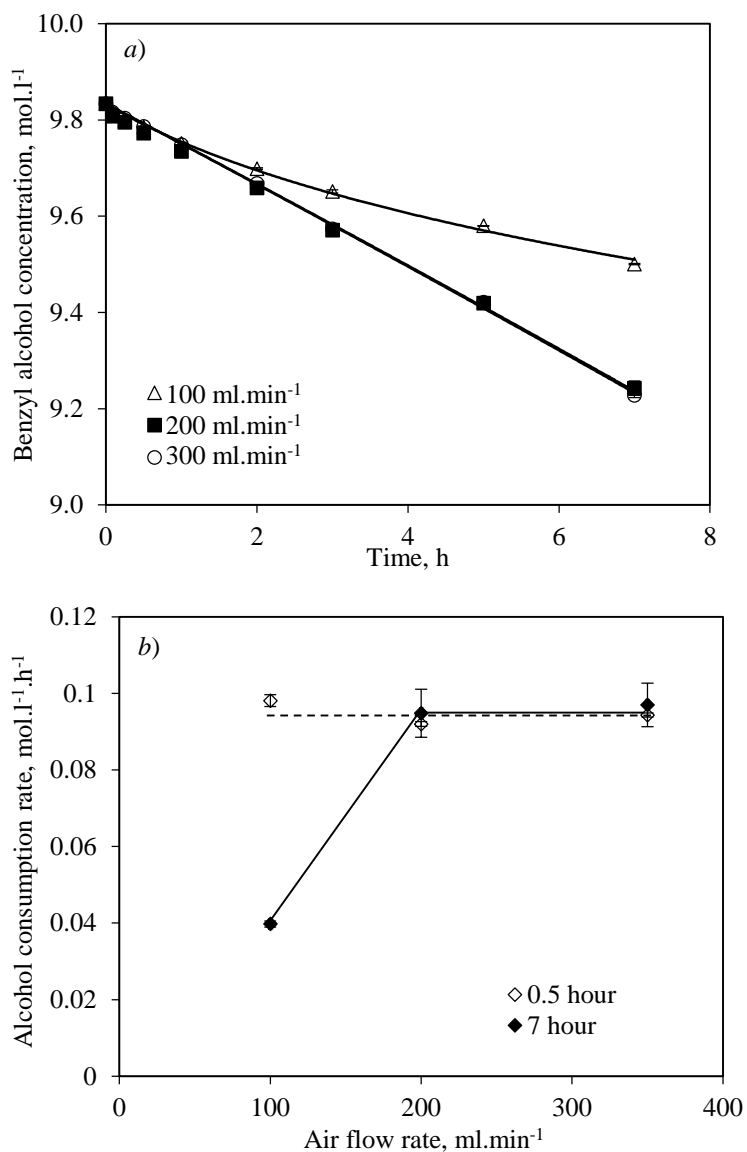 a)
Benzyl alcohol concentration, mol.l-1
10.0
9.8
9.6
9.4
9.2
9.0
100 ml.min-1
200 ml.min-1
300 ml.min-1
0 2 4 6 8
Time, h
b)
Alcohol consumption rate, mol.l-1.h-1
0.12
0.1
0.08
0.06
0.04
0.02
0
0.5 hour
7 hour
0 100 200 300 400
Air flow rate, ml.min-1